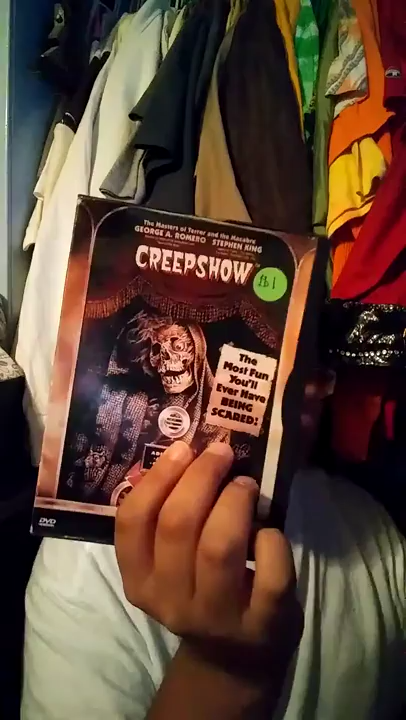 The Masters of Terror and the Macabre
GEORGE A. ROMERO STEPHEN KING
CREEPSHOW
The
Most Fun
You'll
Ever Have
BEING
SCARED!
DVD